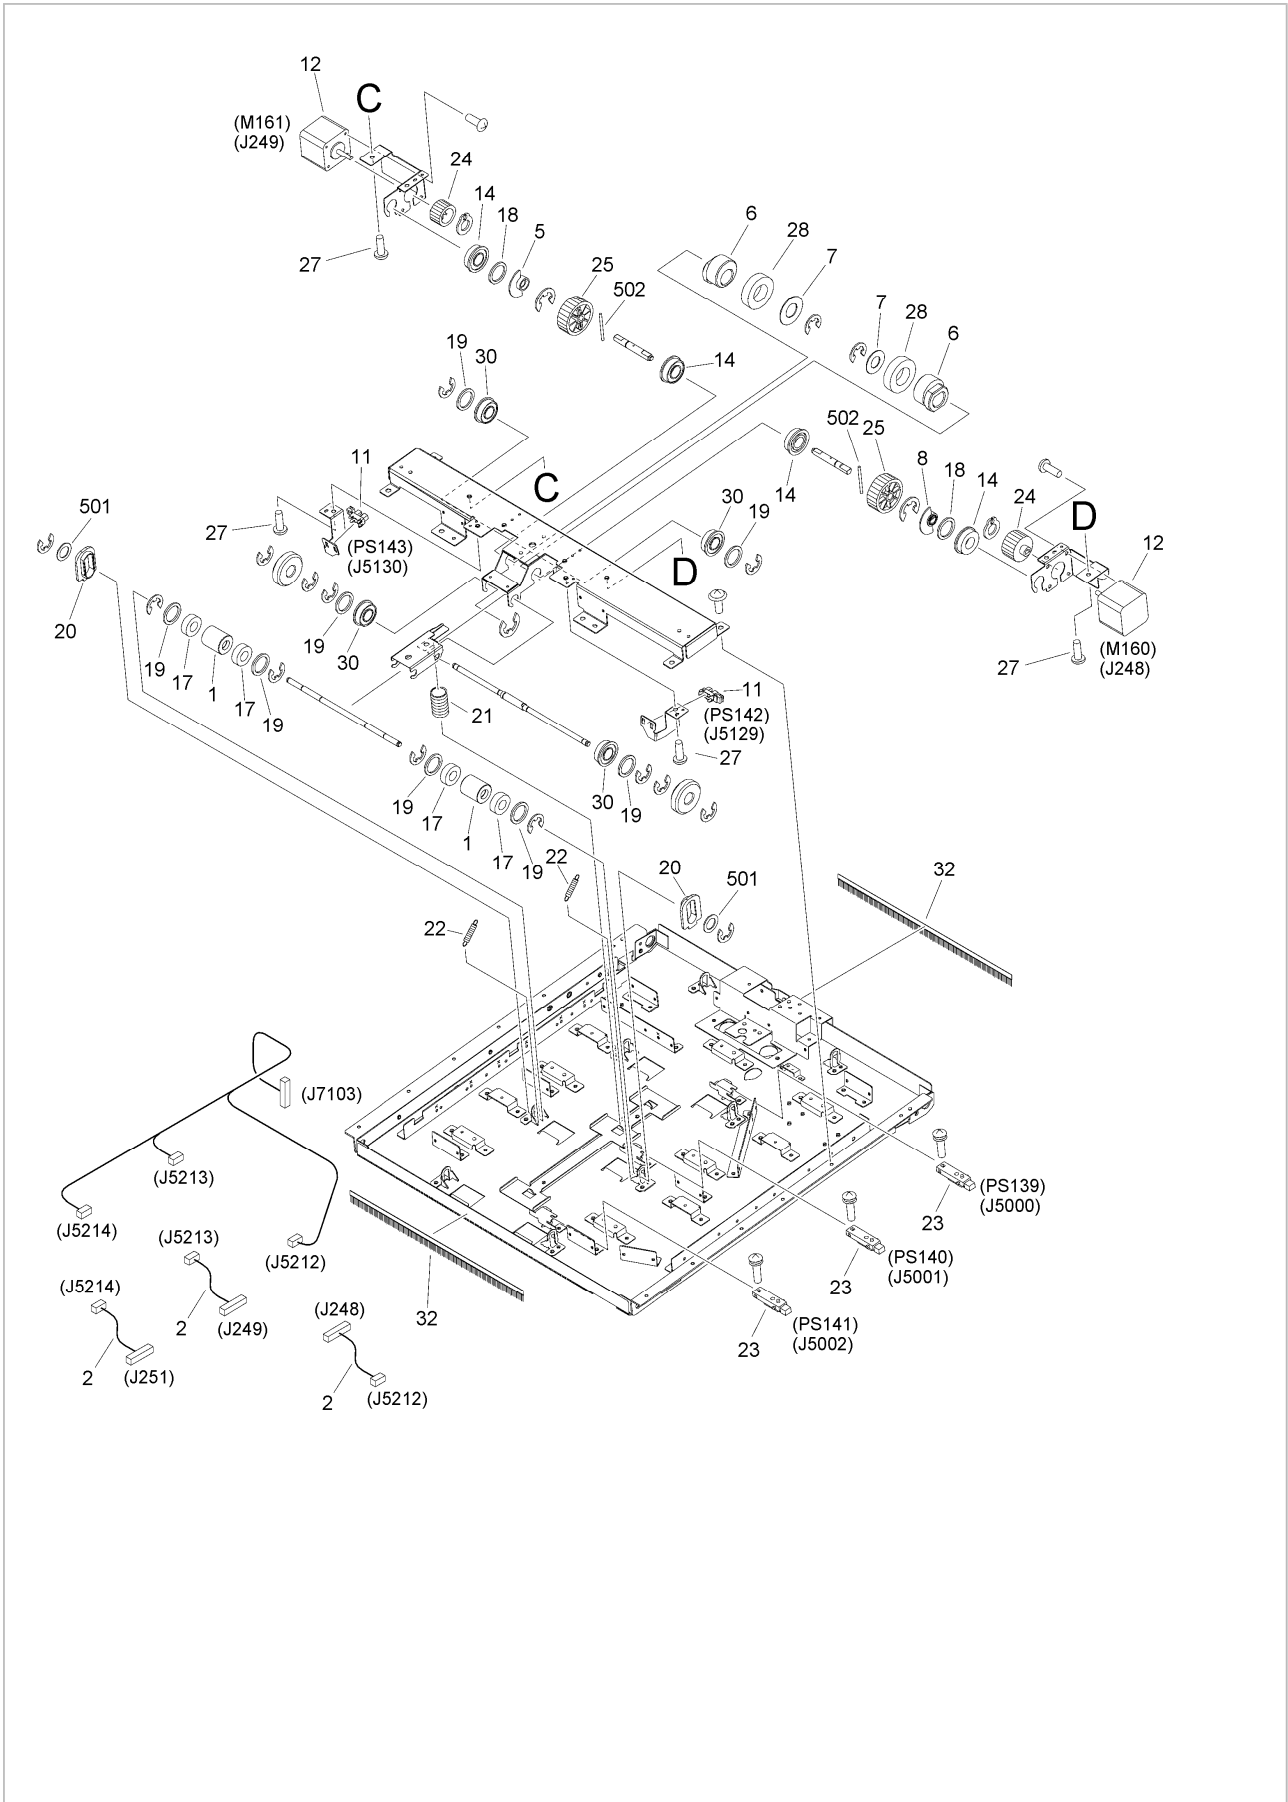 12
C
(M161)
(J249)
24
14
18
5
27
25
502
6
28
7
7
28
6
19
30
14
502
25
8
18
14
24
D
12
14
11
C
30
19
501
27
(PS143)
(J5130)
D
20
19
30
27
(M160)
(J248)
19
17
1
17
19
21
11
(PS142)
(J5129)
27
30
19
19
17
1
17
19
22
20
501
32
22
(J7103)
(J5213)
(J5214)
(J5213)
(J5212)
(PS139)
(J5000)
23
(PS140)
(J5001)
23
(J5214)
2
(J249)
(J248)
32
(PS141)
(J5002)
23
2
(J251)
2
(J5212)